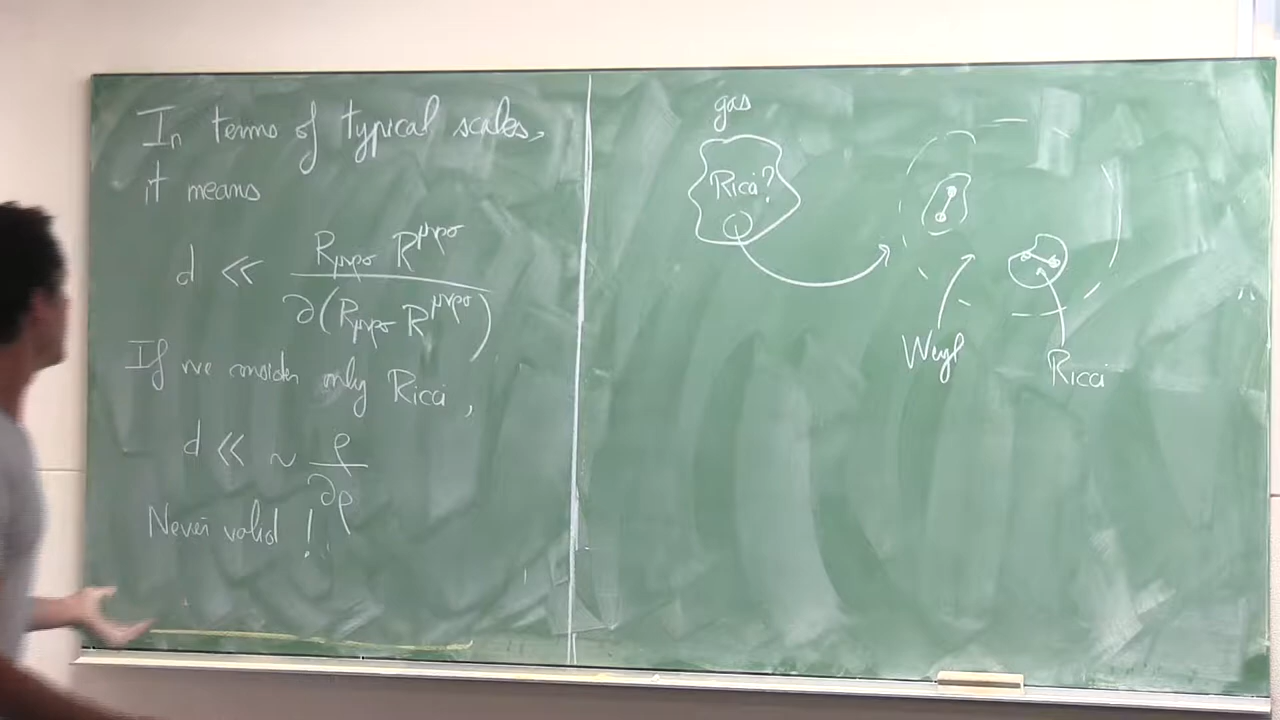 In terms of typical scales,
it means
d << R_μνρσ R^μνρσ / ∂(R_μνρσ R^μνρσ)
If we consider only Ricci,
d << ~ ρ / ∂ρ
Never valid !
gas
Ricci?
Weyl
Ricci